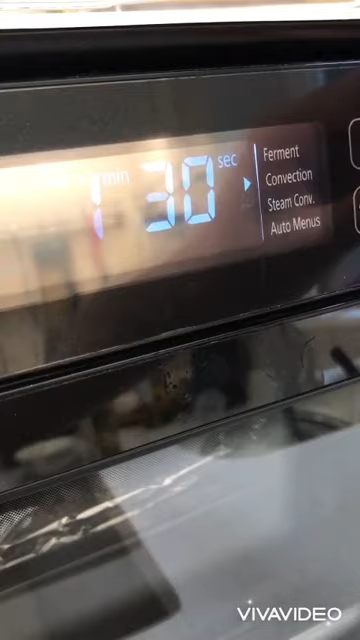 1 min 30 sec
Ferment
Convection
Steam Conv.
Auto Menus
VIVAVIDEO